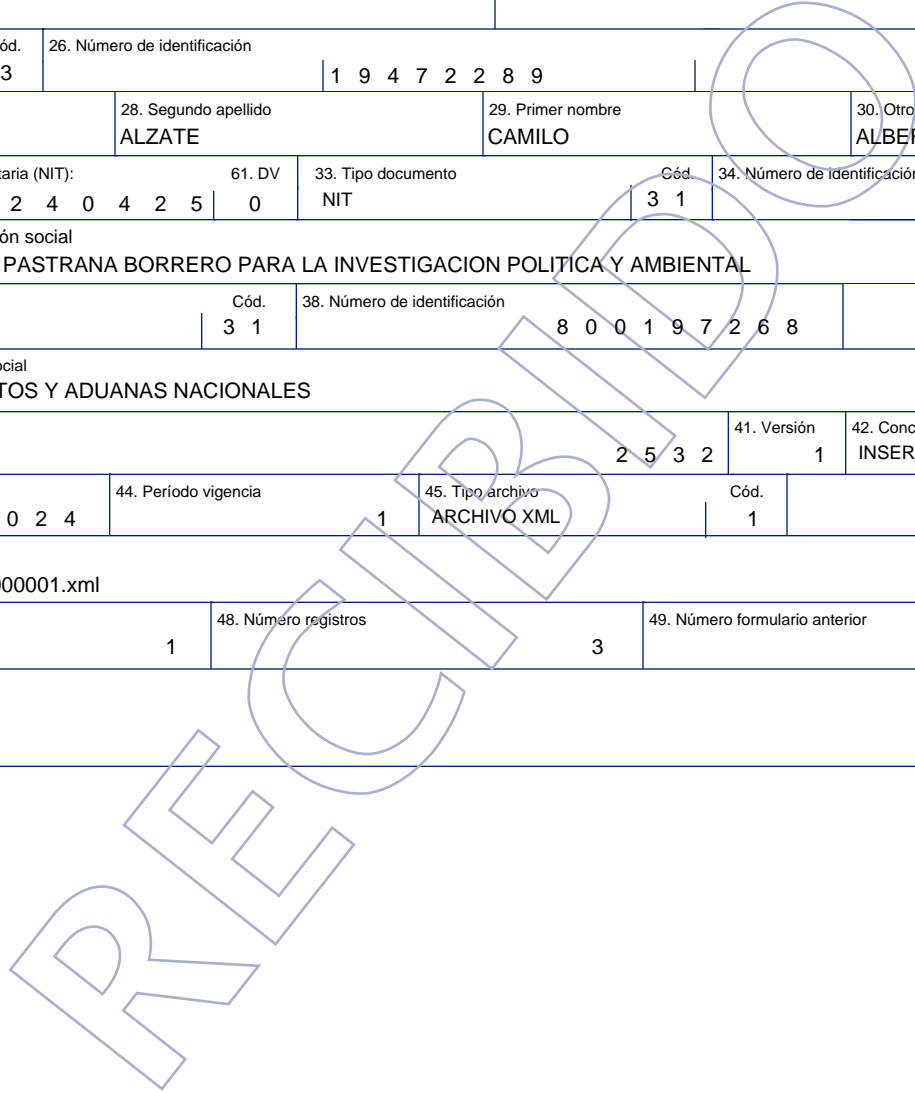 ód. 26. Número de identificación
3 1 9 4 7 2 2 8 9
28. Segundo apellido 29. Primer nombre 30. Otro
ALZATE CAMILO ALBER
taria (NIT): 61. DV 33. Tipo documento Cód. 34. Número de identificación
2 4 0 4 2 5 0 NIT 3 1
ón social
PASTRANA BORRERO PARA LA INVESTIGACION POLITICA Y AMBIENTAL
Cód. 38. Número de identificación
3 1 8 0 0 1 9 7 2 6 8
ocial
TOS Y ADUANAS NACIONALES
41. Versión 42. Conc
2 5 3 2 1 INSER
44. Período vigencia 45. Tipo archivo Cód.
0 2 4 1 ARCHIVO XML 1
000001.xml
48. Número registros 49. Número formulario anterior
1 3
RECIBIDO